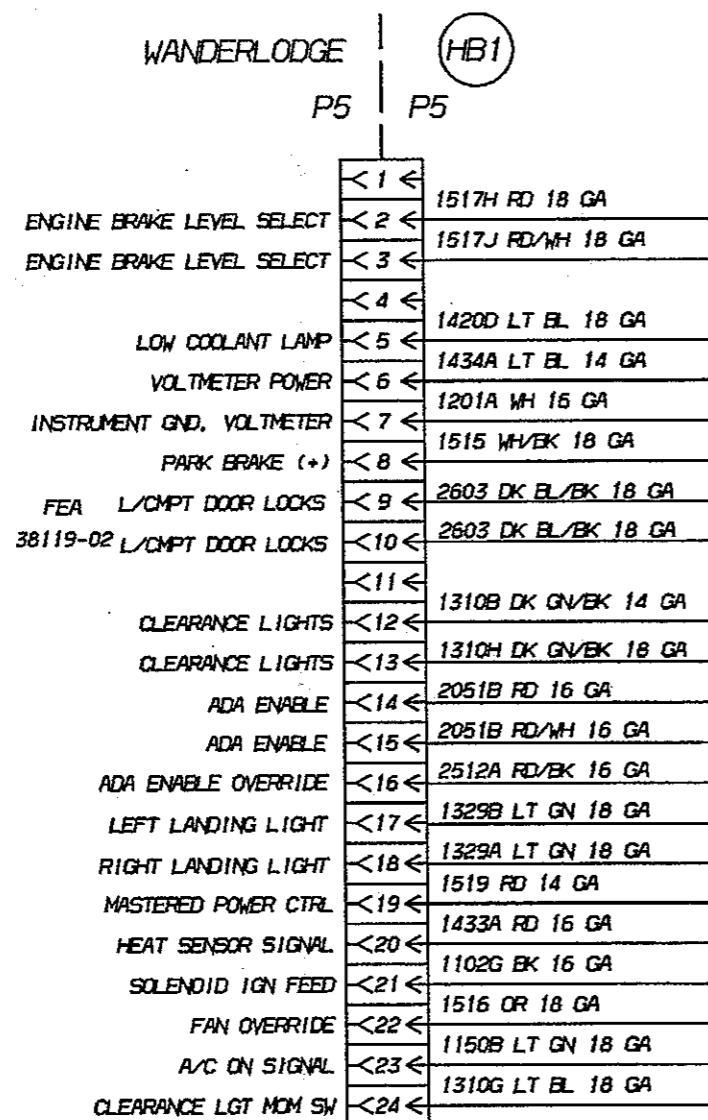 WANDERLODGE HB1
P5 P5
1
1517H RD 18 GA
ENGINE BRAKE LEVEL SELECT 2
1517J RD/WH 18 GA
ENGINE BRAKE LEVEL SELECT 3
4
1420D LT BL 18 GA
LOW COOLANT LAMP 5
1434A LT BL 14 GA
VOLTMETER POWER 6
1201A WH 16 GA
INSTRUMENT GND, VOLTMETER 7
1515 WH/BK 18 GA
PARK BRAKE (+) 8
FEA L/CMPT DOOR LOCKS 9 2603 DK BL/BK 18 GA
38119-02 L/CMPT DOOR LOCKS 10 2603 DK BL/BK 18 GA
11
1310B DK GN/BK 14 GA
CLEARANCE LIGHTS 12
1310H DK GN/BK 18 GA
CLEARANCE LIGHTS 13
2051B RD 16 GA
ADA ENABLE 14
2051B RD/WH 16 GA
ADA ENABLE 15
2512A RD/BK 16 GA
ADA ENABLE OVERRIDE 16
1329B LT GN 18 GA
LEFT LANDING LIGHT 17
1329A LT GN 18 GA
RIGHT LANDING LIGHT 18
1519 RD 14 GA
MASTERED POWER CTRL 19
1433A RD 16 GA
HEAT SENSOR SIGNAL 20
1102G BK 16 GA
SOLENOID IGN FEED 21
1516 OR 18 GA
FAN OVERRIDE 22
1150B LT GN 18 GA
A/C ON SIGNAL 23
1310G LT BL 18 GA
CLEARANCE LGT MOM SW 24